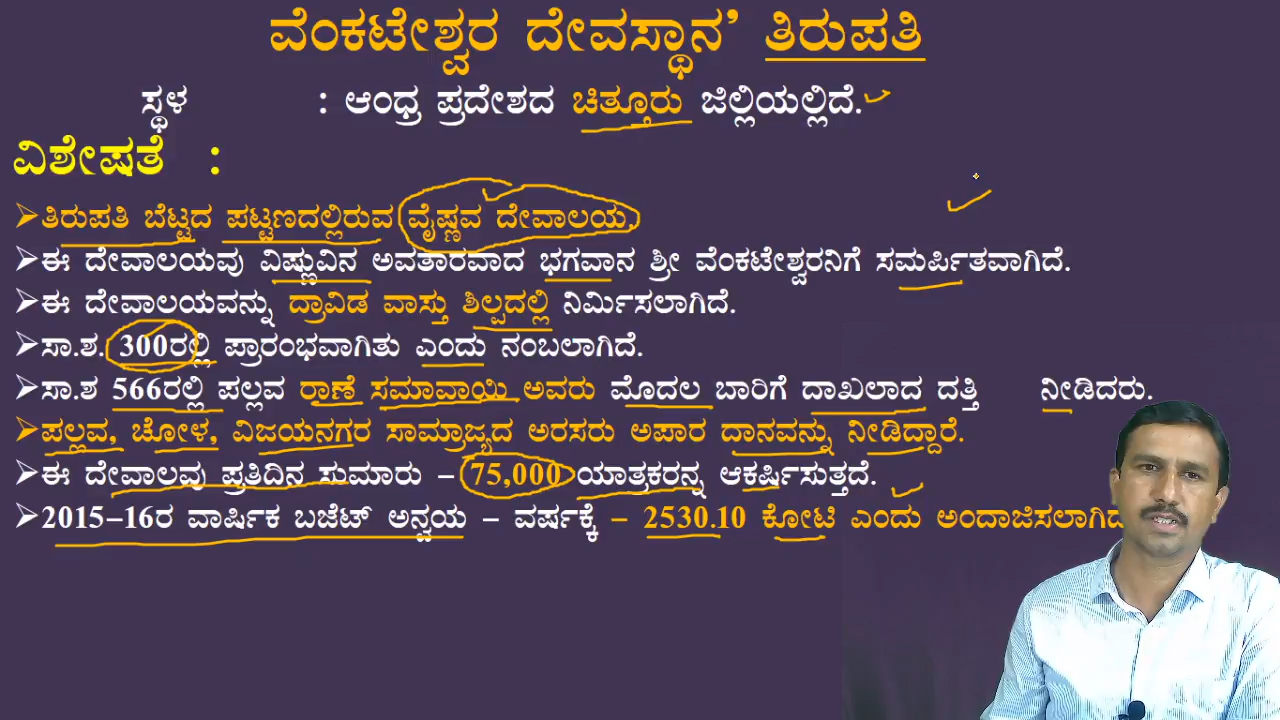 ವೆಂಕಟೇಶ್ವರ ದೇವಸ್ಥಾನ’ ತಿರುಪತಿ
ಸ್ಥಳ : ಆಂಧ್ರ ಪ್ರದೇಶದ ಚಿತ್ತೂರು ಜಿಲ್ಲೆಯಲ್ಲಿದೆ.
ವಿಶೇಷತೆ :
➢ತಿರುಪತಿ ಬೆಟ್ಟದ ಪಟ್ಟಣದಲ್ಲಿರುವ ವೈಷ್ಣವ ದೇವಾಲಯ.
➢ಈ ದೇವಾಲಯವು ವಿಷ್ಣುವಿನ ಅವತಾರವಾದ ಭಗವಾನ ಶ್ರೀ ವೆಂಕಟೇಶ್ವರನಿಗೆ ಸಮರ್ಪಿತವಾಗಿದೆ.
➢ಈ ದೇವಾಲಯವನ್ನು ದ್ರಾವಿಡ ವಾಸ್ತು ಶಿಲ್ಪದಲ್ಲಿ ನಿರ್ಮಿಸಲಾಗಿದೆ.
➢ಸಾ.ಶ. 300ರಲ್ಲಿ ಪ್ರಾರಂಭವಾಗಿತು ಎಂದು ನಂಬಲಾಗಿದೆ.
➢ಸಾ.ಶ 566ರಲ್ಲಿ ಪಲ್ಲವ ರಾಣಿ ಸಮಾವಾಯಿ ಅವರು ಮೊದಲ ಬಾರಿಗೆ ದಾಖಲಾದ ದತ್ತಿ ನೀಡಿದರು.
➢ಪಲ್ಲವ, ಚೋಳ, ವಿಜಯನಗರ ಸಾಮ್ರಾಜ್ಯದ ಅರಸರು ಅಪಾರ ದಾನವನ್ನು ನೀಡಿದ್ದಾರೆ.
➢ಈ ದೇವಾಲವು ಪ್ರತಿದಿನ ಸುಮಾರು – 75,000 ಯಾತ್ರಕರನ್ನ ಆಕರ್ಷಿಸುತ್ತದೆ.
➢2015–16ರ ವಾರ್ಷಿಕ ಬಜೆಟ್ ಅನ್ವಯ – ವರ್ಷಕ್ಕೆ – 2530.10 ಕೋಟಿ ಎಂದು